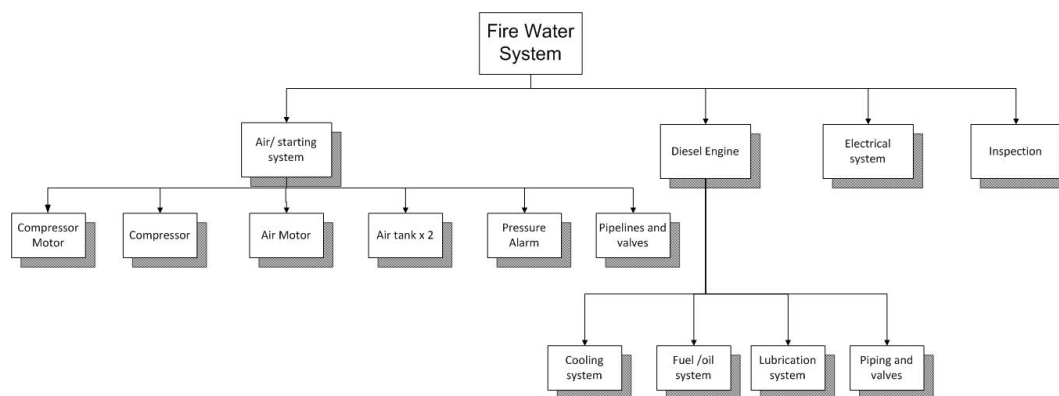 Fire Water
System
Air/ starting
system
Diesel Engine
Electrical
system
Inspection
Compressor
Motor
Compressor
Air Motor
Air tank x 2
Pressure
Alarm
Pipelines and
valves
Cooling
system
Fuel /oil
system
Lubrication
system
Piping and
valves